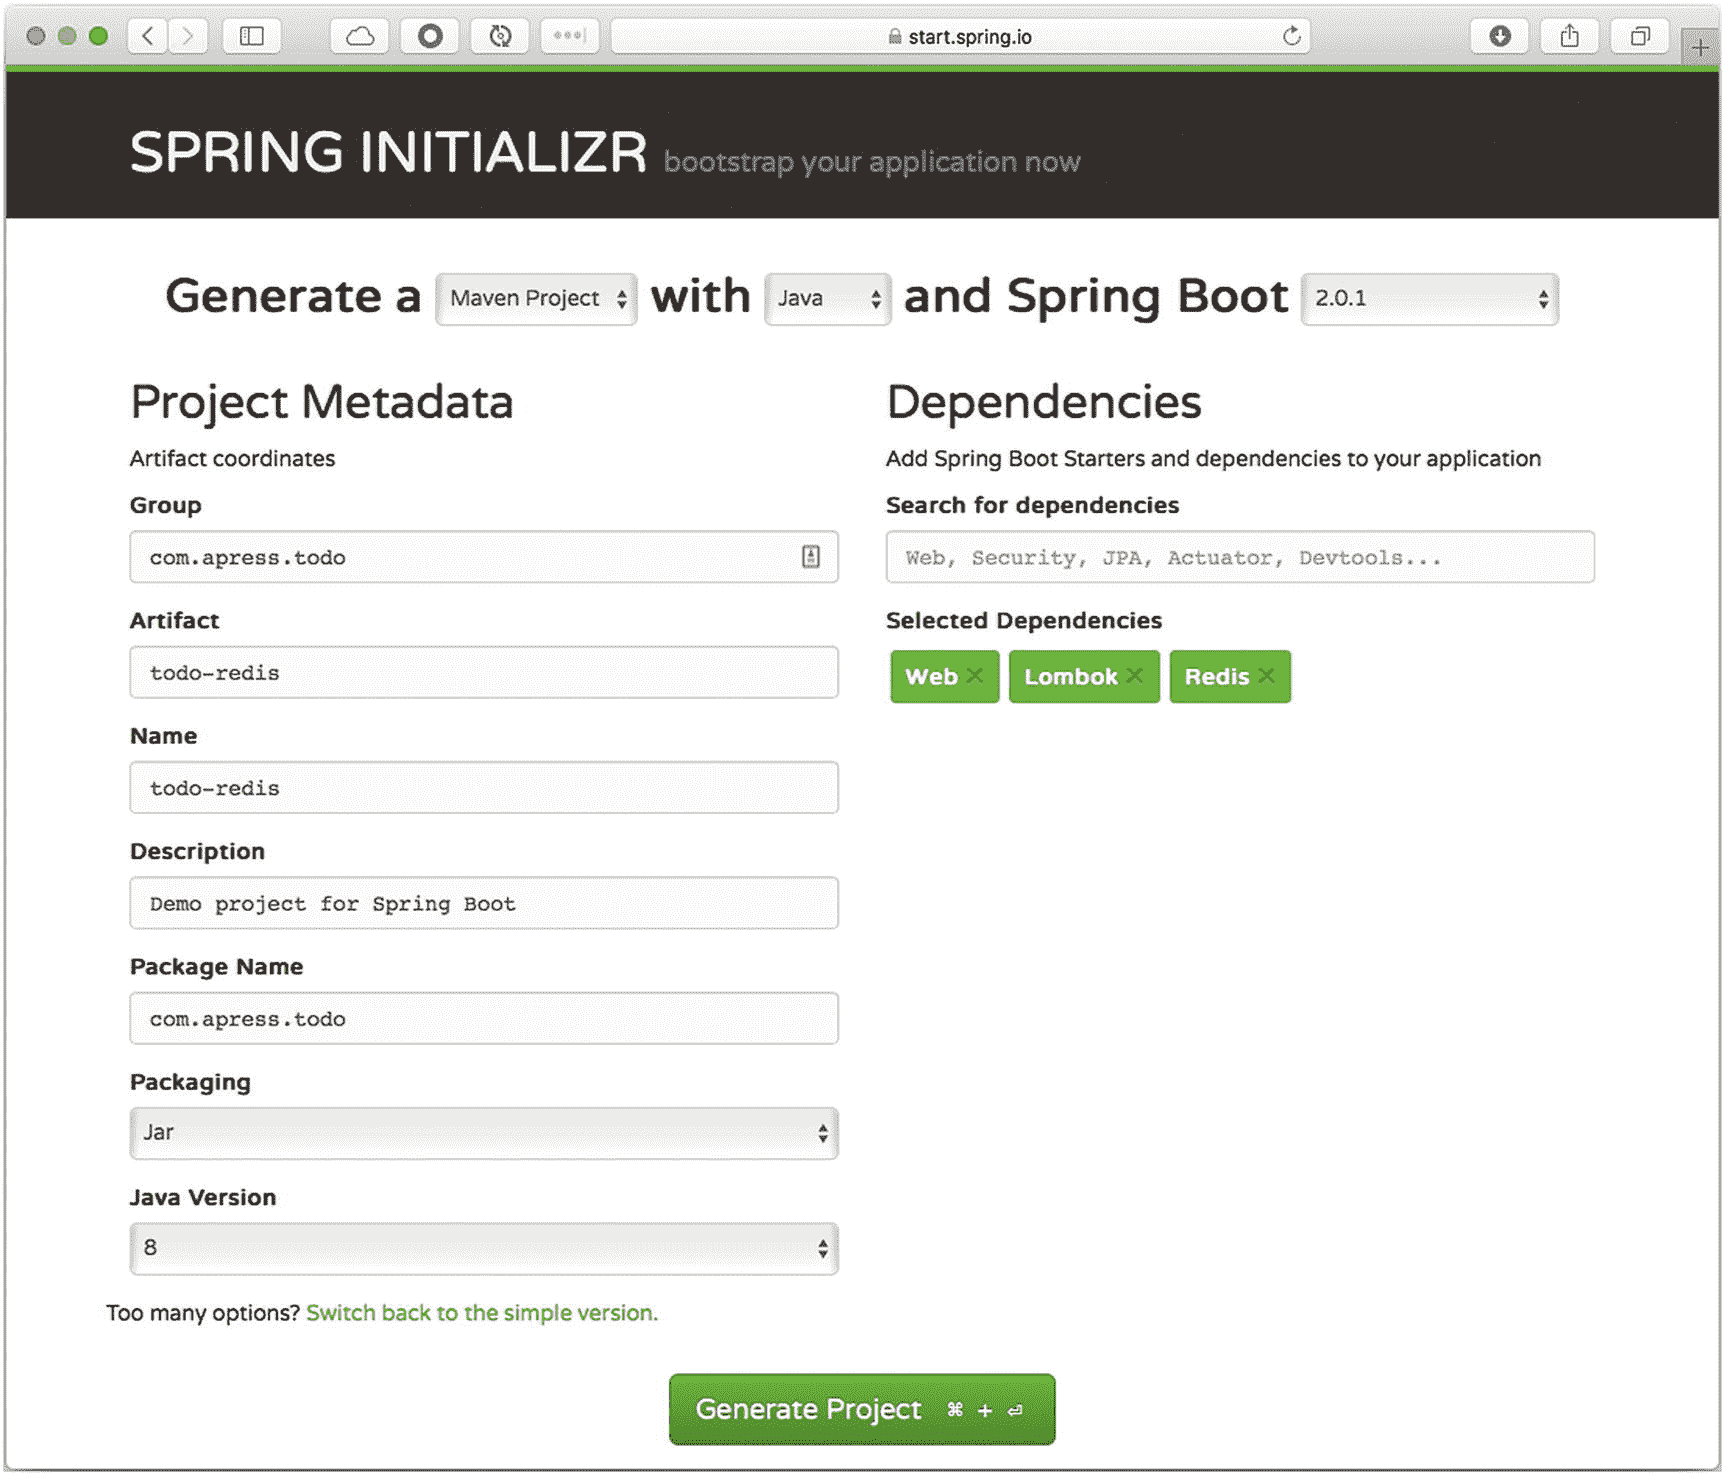 start.spring.io
SPRING INITIALIZR bootstrap your application now
Generate a Maven Project with Java and Spring Boot 2.0.1
Project Metadata
Artifact coordinates
Group
com.apress.todo
Artifact
todo-redis
Name
todo-redis
Description
Demo project for Spring Boot
Package Name
com.apress.todo
Packaging
Jar
Java Version
8
Dependencies
Add Spring Boot Starters and dependencies to your application
Search for dependencies
Web, Security, JPA, Actuator, Devtools...
Selected Dependencies
Web × Lombok × Redis ×
Too many options? Switch back to the simple version.
Generate Project ⌘ + ⏎